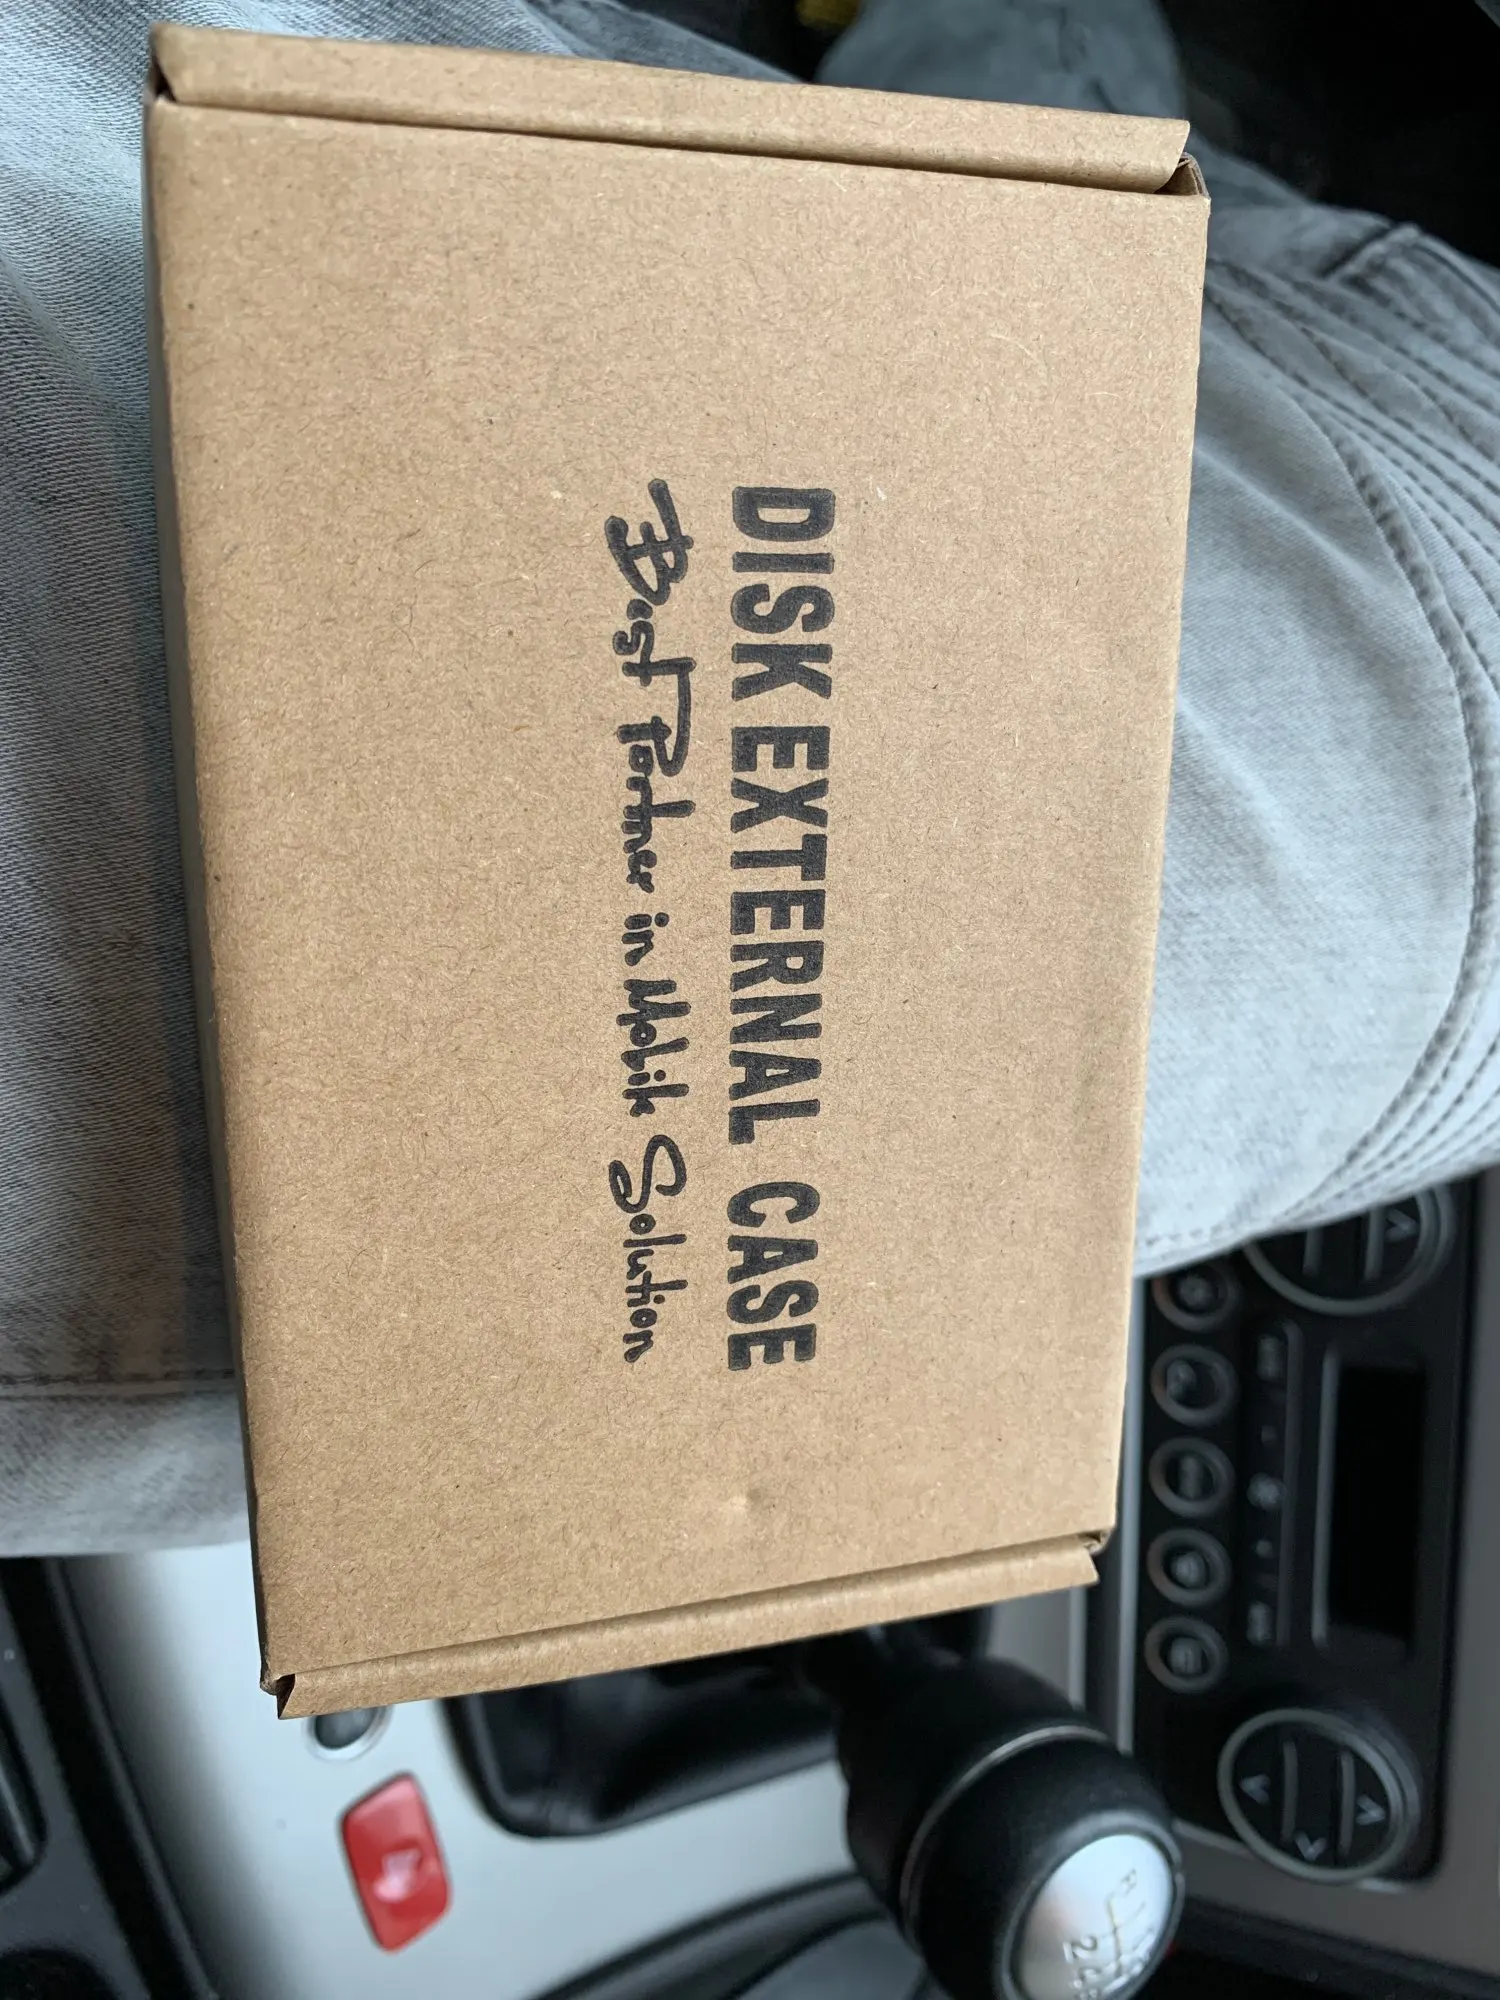 DISK EXTERNAL CASE
Best Partner in Mobile Solution